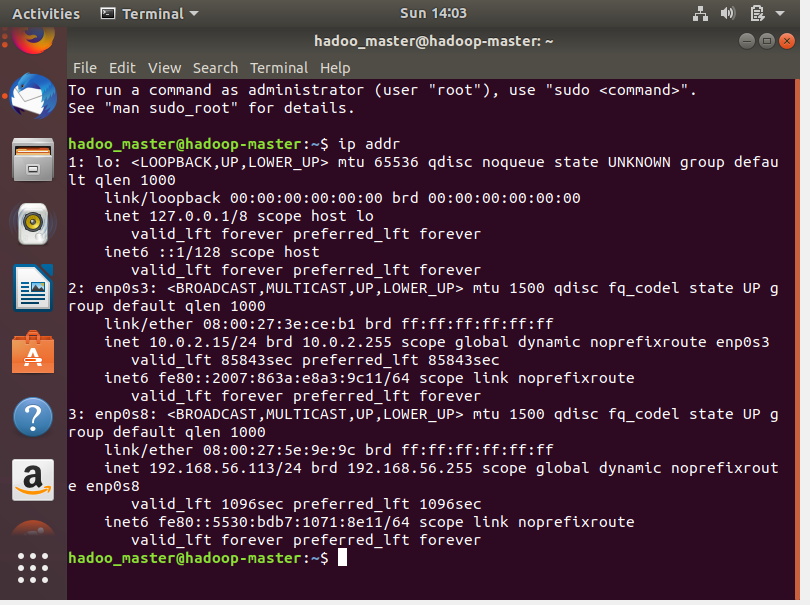 Activities Terminal Sun 14:03
hadoo_master@hadoop-master: ~
File Edit View Search Terminal Help
To run a command as administrator (user "root"), use "sudo <command>".
See "man sudo_root" for details.
hadoo_master@hadoop-master:~$ ip addr
1: lo: <LOOPBACK,UP,LOWER_UP> mtu 65536 qdisc noqueue state UNKNOWN group defau
lt qlen 1000
link/loopback 00:00:00:00:00:00 brd 00:00:00:00:00:00
inet 127.0.0.1/8 scope host lo
valid_lft forever preferred_lft forever
inet6 ::1/128 scope host
valid_lft forever preferred_lft forever
2: enp0s3: <BROADCAST,MULTICAST,UP,LOWER_UP> mtu 1500 qdisc fq_codel state UP g
roup default qlen 1000
link/ether 08:00:27:3e:ce:b1 brd ff:ff:ff:ff:ff:ff
inet 10.0.2.15/24 brd 10.0.2.255 scope global dynamic noprefixroute enp0s3
valid_lft 85843sec preferred_lft 85843sec
inet6 fe80::2007:863a:e8a3:9c11/64 scope link noprefixroute
valid_lft forever preferred_lft forever
3: enp0s8: <BROADCAST,MULTICAST,UP,LOWER_UP> mtu 1500 qdisc fq_codel state UP g
roup default qlen 1000
link/ether 08:00:27:5e:9e:9c brd ff:ff:ff:ff:ff:ff
inet 192.168.56.113/24 brd 192.168.56.255 scope global dynamic noprefixrout
e enp0s8
valid_lft 1096sec preferred_lft 1096sec
inet6 fe80::5530:bdb7:1071:8e11/64 scope link noprefixroute
valid_lft forever preferred_lft forever
hadoo_master@hadoop-master:~$